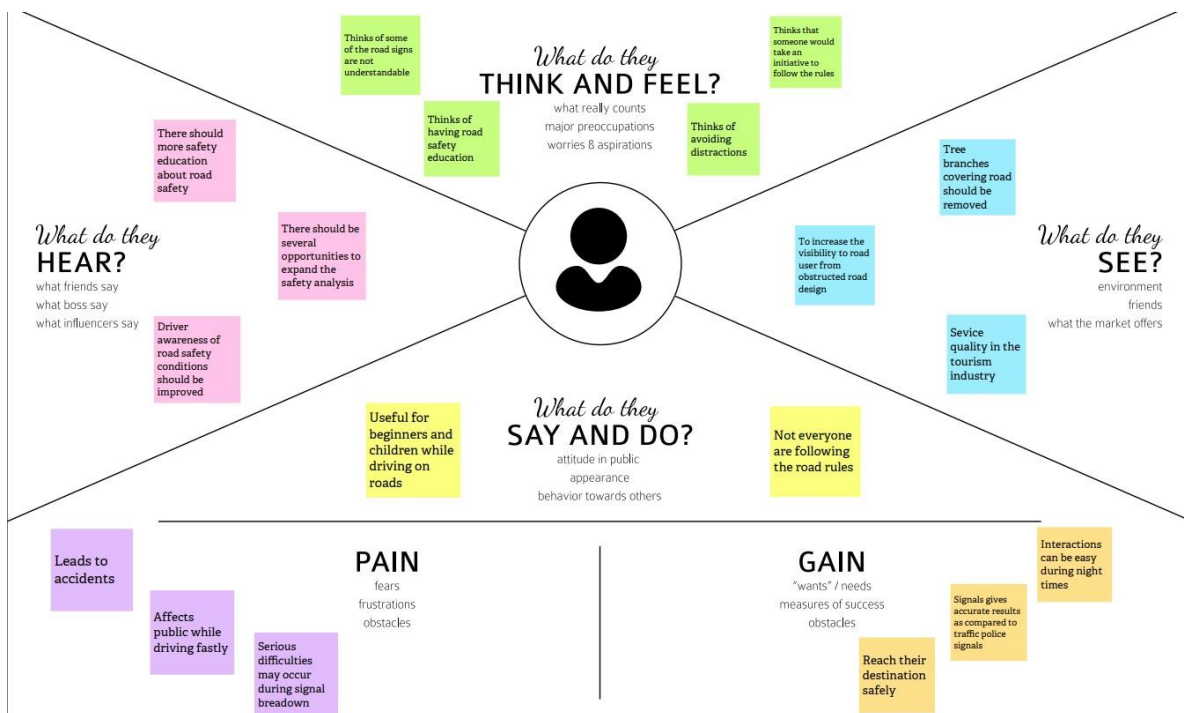 What do they
THINK AND FEEL?
what really counts
major preoccupations
worries & aspirations
Thinks of some
of the road signs
are not
understandable
Thinks of
having road
safety
education
Thinks that
someone would
take an
initiative to
follow the rules
Thinks of
avoiding
distractions
What do they
HEAR?
what friends say
what boss say
what influencers say
There should
more safety
education
about road
safety
There should be
several
opportunities to
expand the
safety analysis
Driver
awareness of
road safety
conditions
should be
improved
What do they
SEE?
environment
friends
what the market offers
Tree
branches
covering road
should be
removed
To increase the
visibility to road
user from
obstructed road
design
Sevice
quality in the
tourism
industry
What do they
SAY AND DO?
attitude in public
appearance
behavior towards others
Useful for
beginners and
children while
driving on
roads
Not everyone
are following
the road rules
PAIN
fears
frustrations
obstacles
Leads to
accidents
Affects
public while
driving fastly
Serious
difficulties
may occur
during signal
breadown
GAIN
"wants" / needs
measures of success
obstacles
Interactions
can be easy
during night
times
Signals gives
accurate results
as compared to
traffic police
signals
Reach their
destination
safely